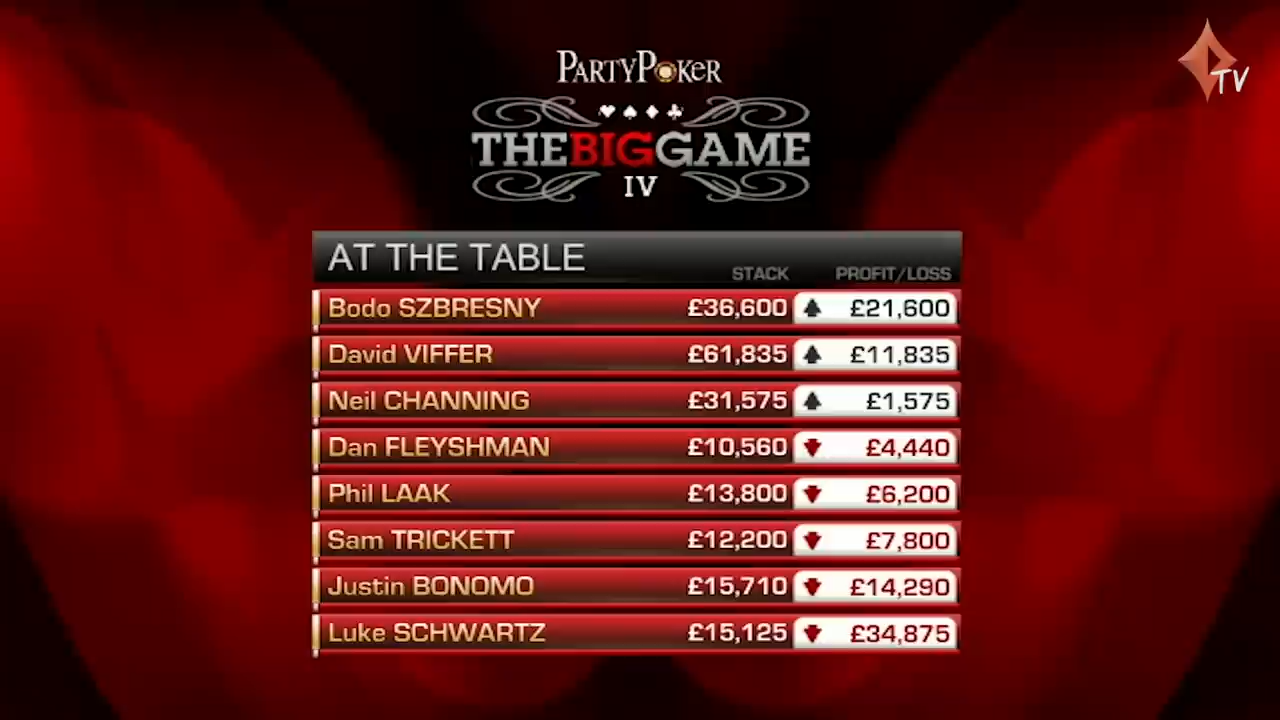 PARTYPOKER
TV
THEBIGGAME
IV
AT THE TABLE STACK PROFIT/LOSS
Bodo SZBRESNY £36,600 £21,600
David VIFFER £61,835 £11,835
Neil CHANNING £31,575 £1,575
Dan FLEYSHMAN £10,560 £4,440
Phil LAAK £13,800 £6,200
Sam TRICKETT £12,200 £7,800
Justin BONOMO £15,710 £14,290
Luke SCHWARTZ £15,125 £34,875